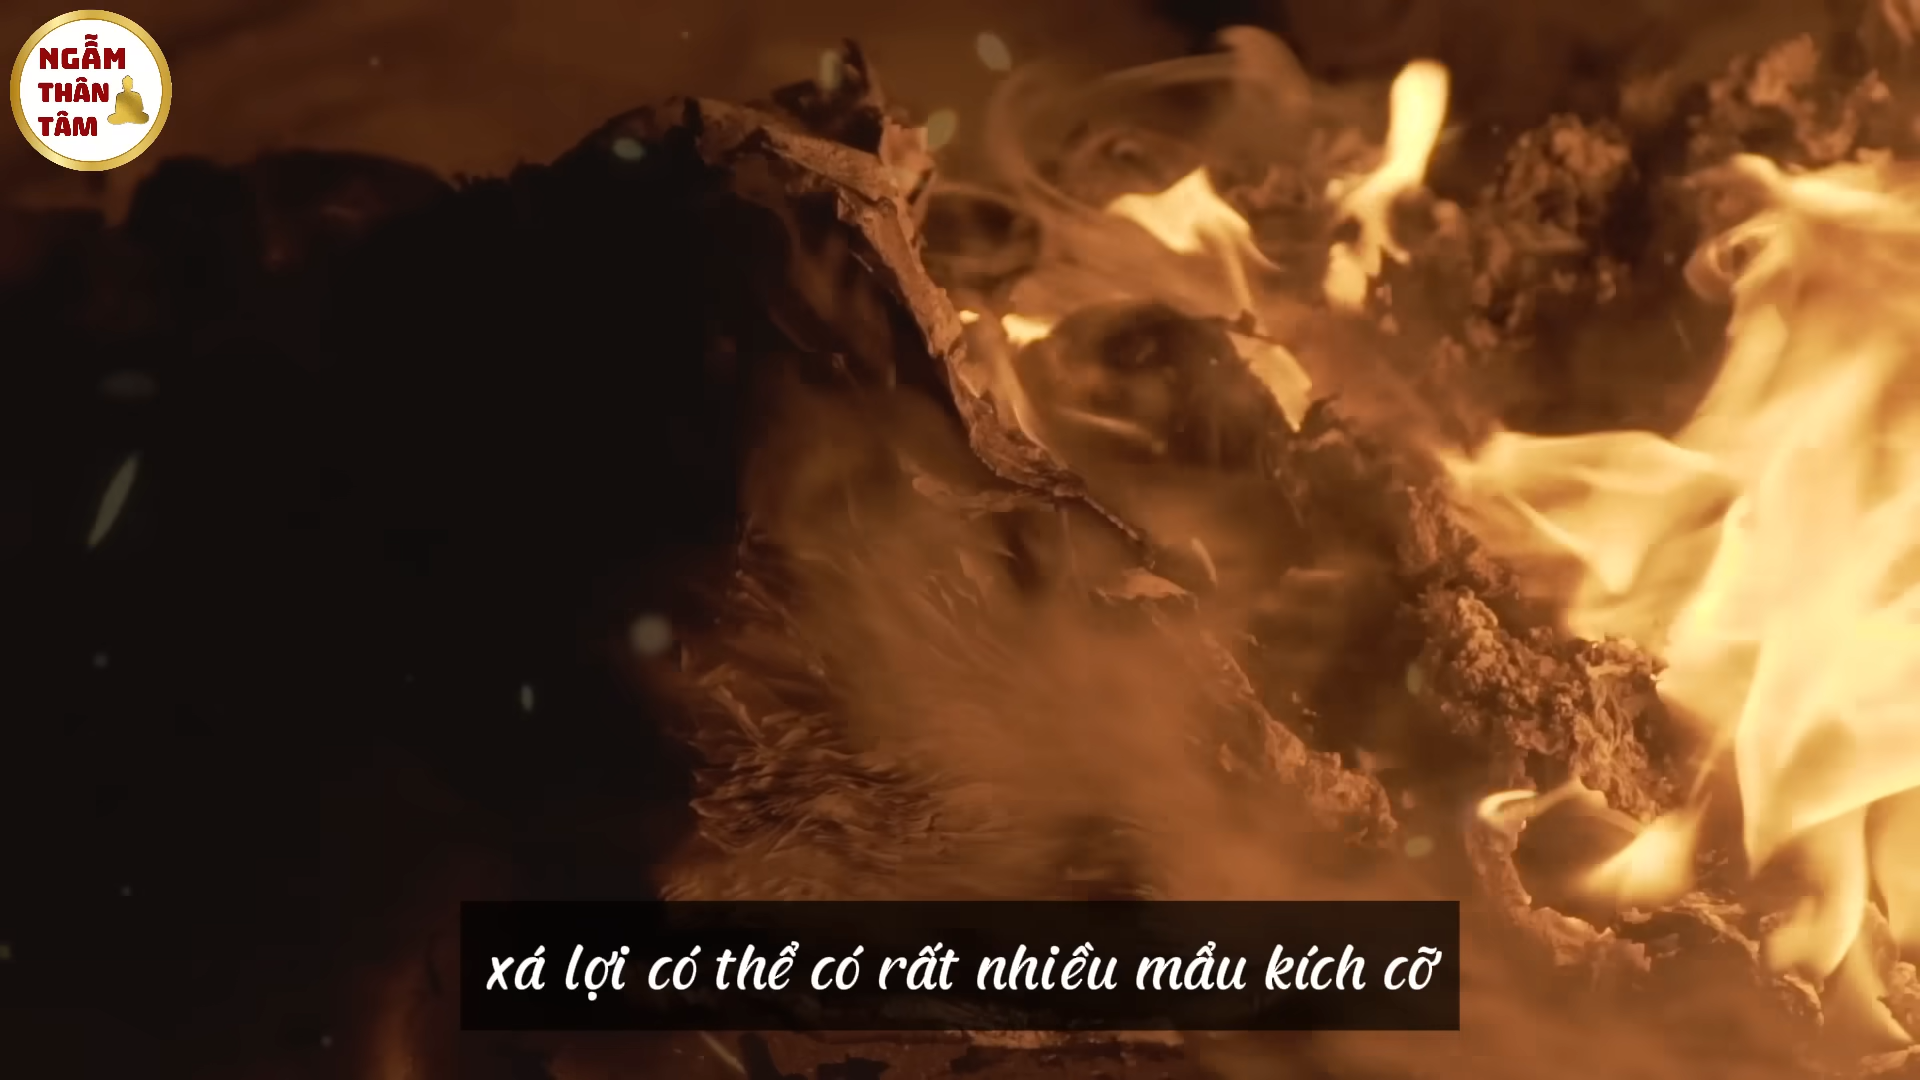 NGẪM
THÂN
TÂM
xá lợi có thể có rất nhiều mẩu kích cỡ